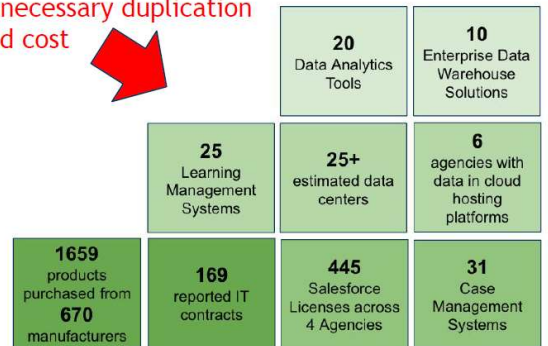 necessary duplication
d cost
20
Data Analytics
Tools
10
Enterprise Data
Warehouse
Solutions
25
Learning
Management
Systems
25+
estimated data
centers
6
agencies with
data in cloud
hosting
platforms
1659
products
purchased from
670
manufacturers
169
reported IT
contracts
445
Salesforce
Licenses across
4 Agencies
31
Case
Management
Systems